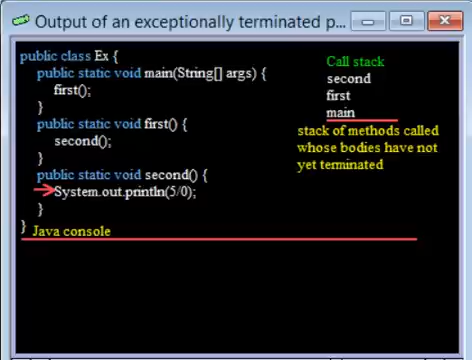 Output of an exceptionally terminated p...
public class Ex {
public static void main(String[] args) {
first();
}
public static void first() {
second();
}
public static void second() {
System.out.println(5/0);
}
}
Call stack
second
first
main
stack of methods called
whose bodies have not
yet terminated
Java console